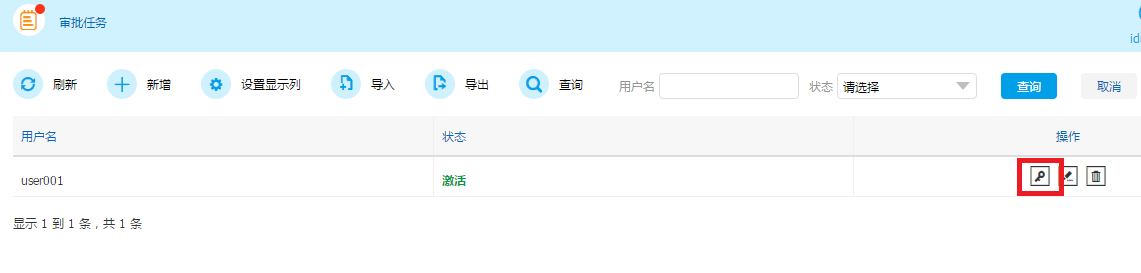 审批任务
id
刷新 新增 设置显示列 导入 导出 查询 用户名 状态 请选择 查询 取消
用户名 状态 操作
user001 激活
显示 1 到 1 条，共 1 条